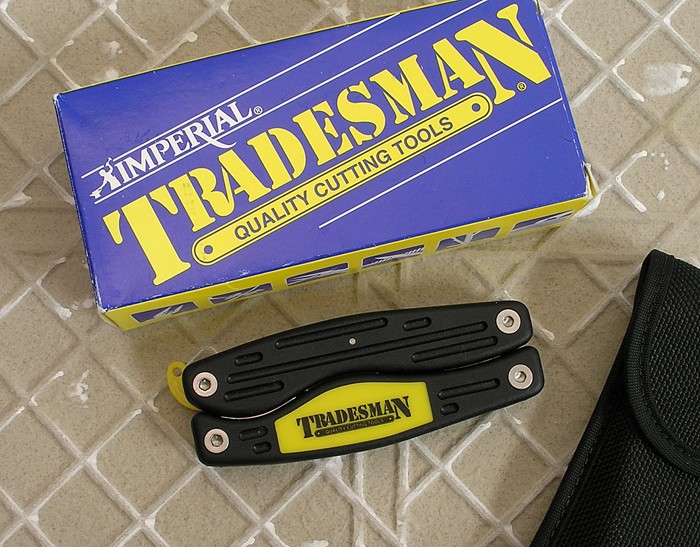 IMPERIAL®
TRADESMAN®
QUALITY CUTTING TOOLS
TRADESMAN
QUALITY CUTTING TOOLS